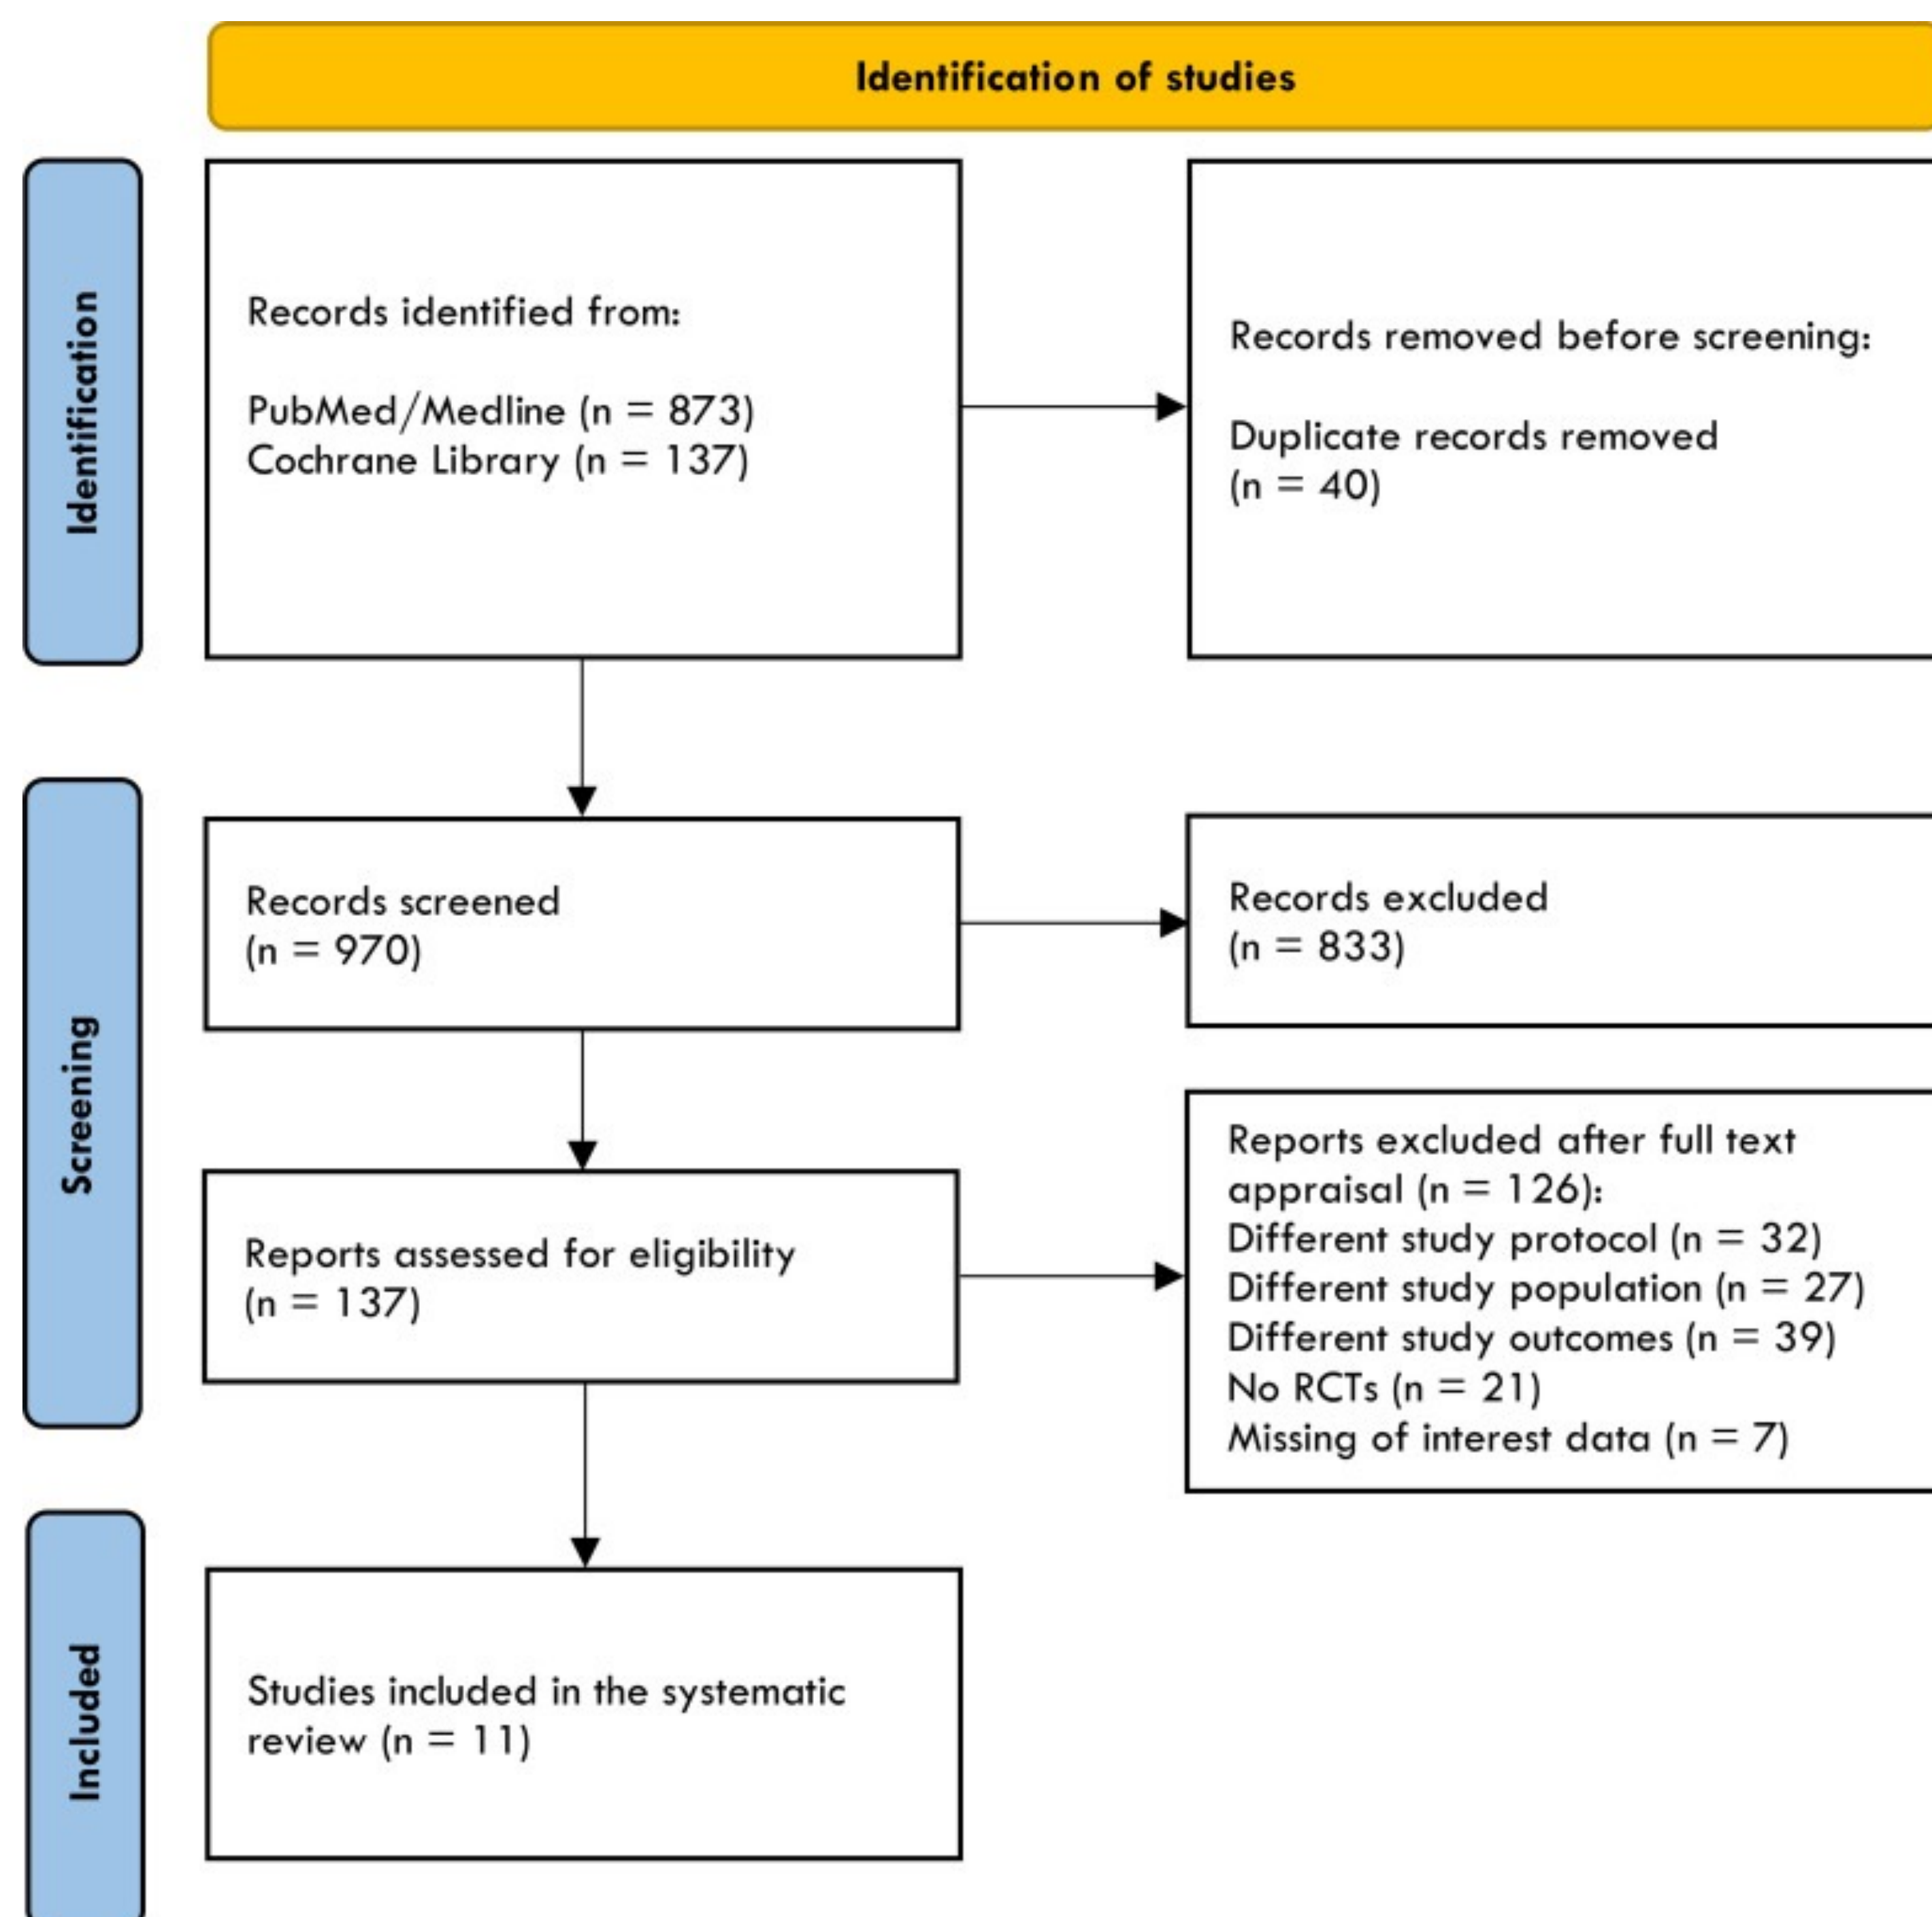 Identification of studies
Identification
Records identified from:
PubMed/Medline (n = 873)
Cochrane Library (n = 137)
Records removed before screening:
Duplicate records removed
(n = 40)
Screening
Records screened
(n = 970)
Records excluded
(n = 833)
Reports assessed for eligibility
(n = 137)
Reports excluded after full text
appraisal (n = 126):
Different study protocol (n = 32)
Different study population (n = 27)
Different study outcomes (n = 39)
No RCTs (n = 21)
Missing of interest data (n = 7)
Included
Studies included in the systematic
review (n = 11)